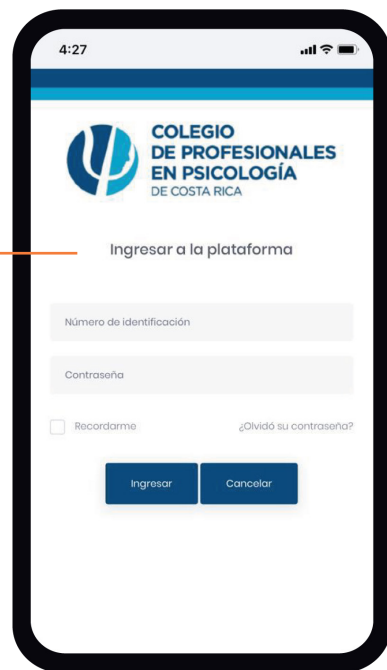 4:27
COLEGIO
DE PROFESIONALES
EN PSICOLOGÍA
DE COSTA RICA
Ingresar a la plataforma
Número de identificación
Contraseña
Recordarme ¿Olvidó su contraseña?
Ingresar Cancelar